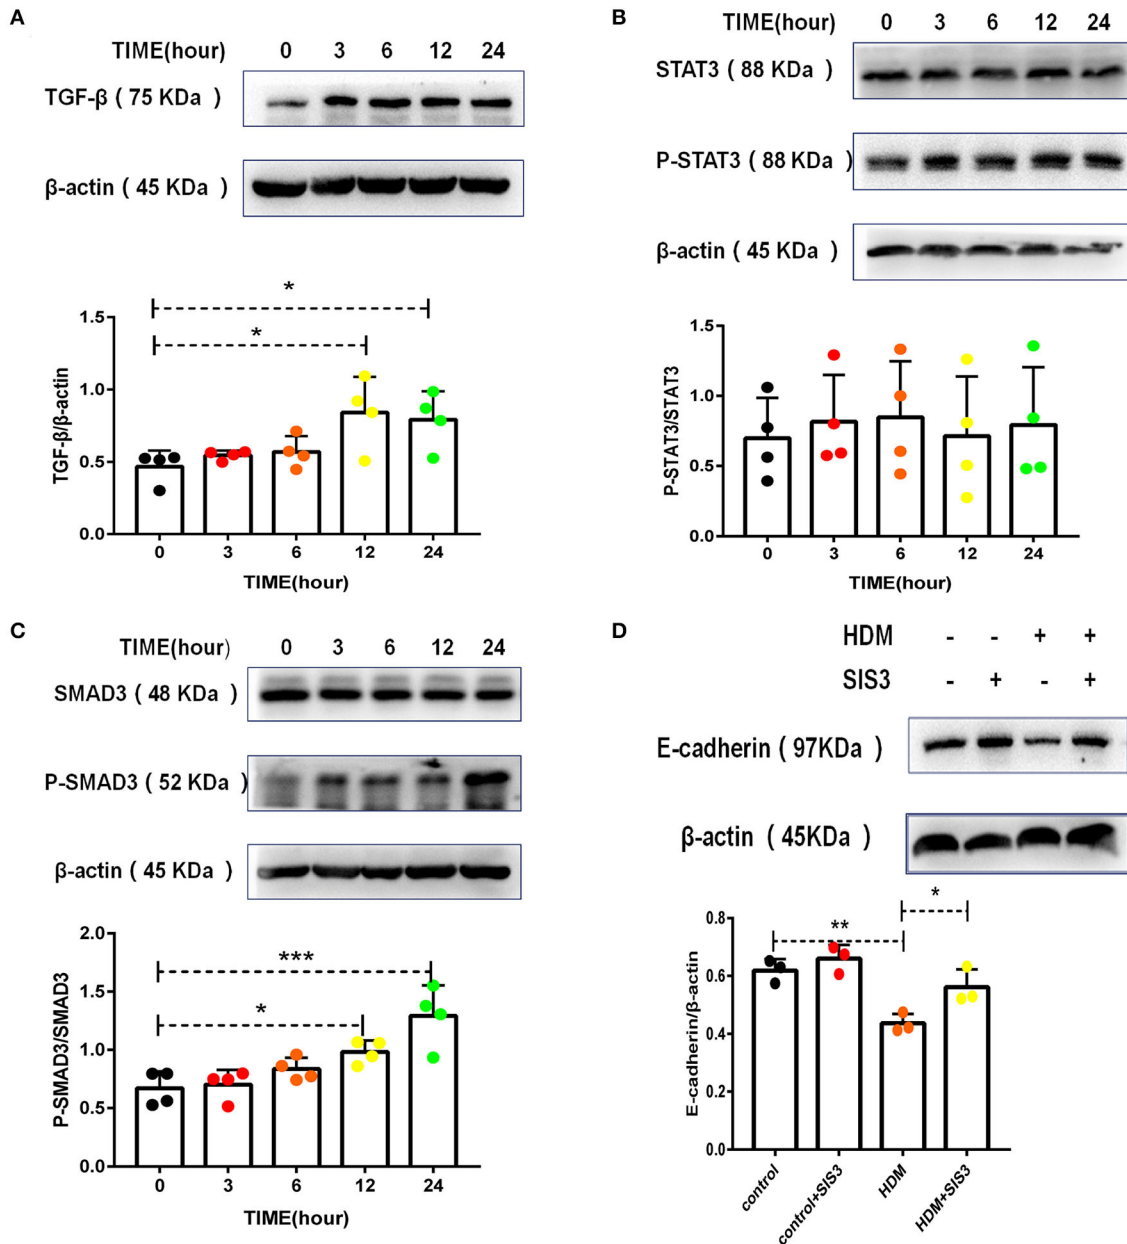 A
TIME(hour) 0 3 6 12 24
TGF-β ( 75 KDa )
β-actin ( 45 KDa )
* 
*
1.5
1.0
0.5
0.0
TGF-β/β-actin
0 3 6 12 24
TIME(hour)
B
TIME(hour) 0 3 6 12 24
STAT3 ( 88 KDa )
P-STAT3 ( 88 KDa )
β-actin ( 45 KDa )
1.5
1.0
0.5
0.0
P-STAT3/STAT3
0 3 6 12 24
TIME(hour)
C
TIME(hour) 0 3 6 12 24
SMAD3 ( 48 KDa )
P-SMAD3 ( 52 KDa )
β-actin ( 45 KDa )
***
*
2.0
1.5
1.0
0.5
0.0
P-SMAD3/SMAD3
0 3 6 12 24
TIME(hour)
D
HDM - - + +
SIS3 - + - +
E-cadherin ( 97KDa )
β-actin ( 45KDa )
*
**
0.8
0.6
0.4
0.2
0.0
E-cadherin/β-actin
control control+SIS3 HDM HDM+SIS3